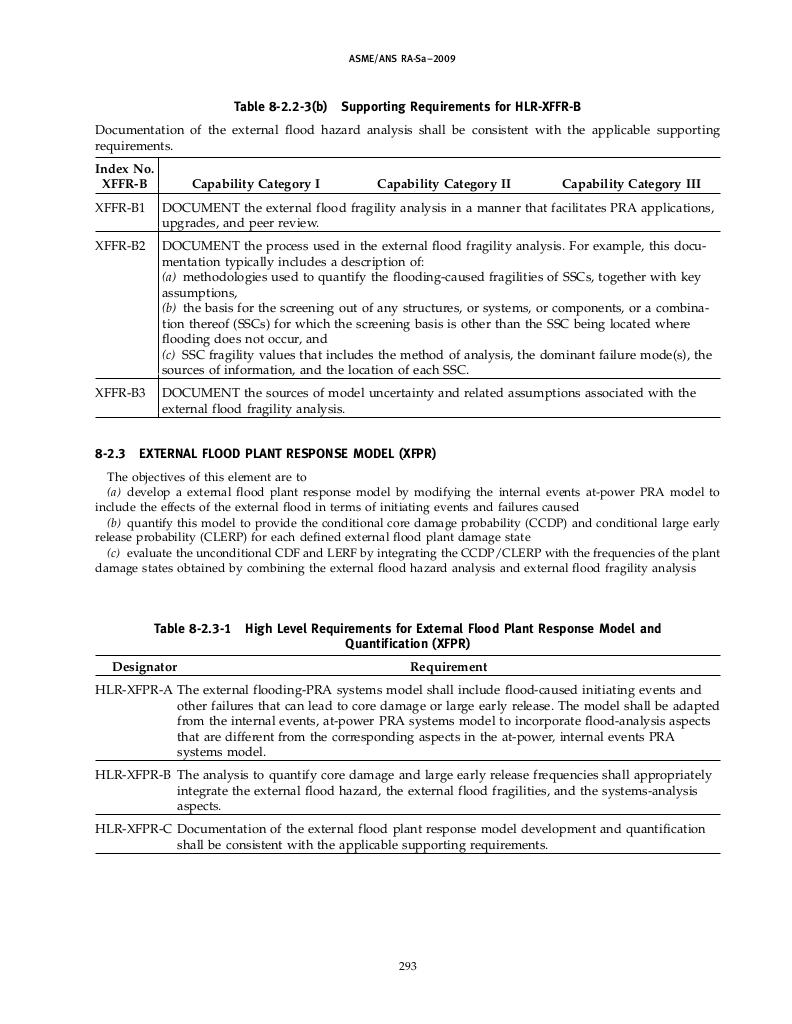 ASME/ANS RA-Sa–2009
Table 8-2.2-3(b) Supporting Requirements for HLR-XFFR-B
Documentation of the external flood hazard analysis shall be consistent with the applicable supporting
requirements.
Index No.
XFFR-B Capability Category I Capability Category II Capability Category III
XFFR-B1 DOCUMENT the external flood fragility analysis in a manner that facilitates PRA applications,
upgrades, and peer review.
XFFR-B2 DOCUMENT the process used in the external flood fragility analysis. For example, this docu-
mentation typically includes a description of:
(a) methodologies used to quantify the flooding-caused fragilities of SSCs, together with key
assumptions,
(b) the basis for the screening out of any structures, or systems, or components, or a combina-
tion thereof (SSCs) for which the screening basis is other than the SSC being located where
flooding does not occur, and
(c) SSC fragility values that includes the method of analysis, the dominant failure mode(s), the
sources of information, and the location of each SSC.
XFFR-B3 DOCUMENT the sources of model uncertainty and related assumptions associated with the
external flood fragility analysis.
8-2.3 EXTERNAL FLOOD PLANT RESPONSE MODEL (XFPR)
The objectives of this element are to
(a) develop a external flood plant response model by modifying the internal events at-power PRA model to
include the effects of the external flood in terms of initiating events and failures caused
(b) quantify this model to provide the conditional core damage probability (CCDP) and conditional large early
release probability (CLERP) for each defined external flood plant damage state
(c) evaluate the unconditional CDF and LERF by integrating the CCDP/CLERP with the frequencies of the plant
damage states obtained by combining the external flood hazard analysis and external flood fragility analysis
Table 8-2.3-1 High Level Requirements for External Flood Plant Response Model and
Quantification (XFPR)
Designator Requirement
HLR-XFPR-A The external flooding-PRA systems model shall include flood-caused initiating events and
other failures that can lead to core damage or large early release. The model shall be adapted
from the internal events, at-power PRA systems model to incorporate flood-analysis aspects
that are different from the corresponding aspects in the at-power, internal events PRA
systems model.
HLR-XFPR-B The analysis to quantify core damage and large early release frequencies shall appropriately
integrate the external flood hazard, the external flood fragilities, and the systems-analysis
aspects.
HLR-XFPR-C Documentation of the external flood plant response model development and quantification
shall be consistent with the applicable supporting requirements.
293